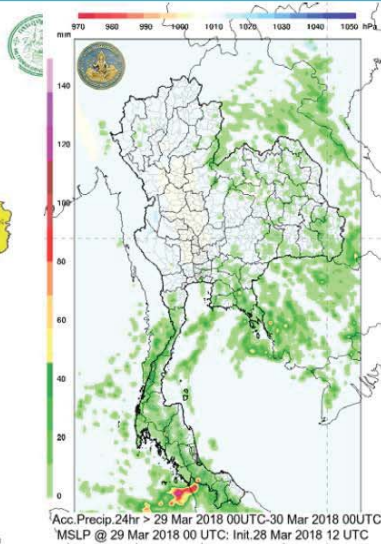 970 980 990 1000 1010 1020 1030 1040 1050 hPa
mm
140
120
100
80
60
40
20
0
Acc.Precip.24hr > 29 Mar 2018 00UTC-30 Mar 2018 00UTC
MSLP @ 29 Mar 2018 00 UTC: Init.28 Mar 2018 12 UTC